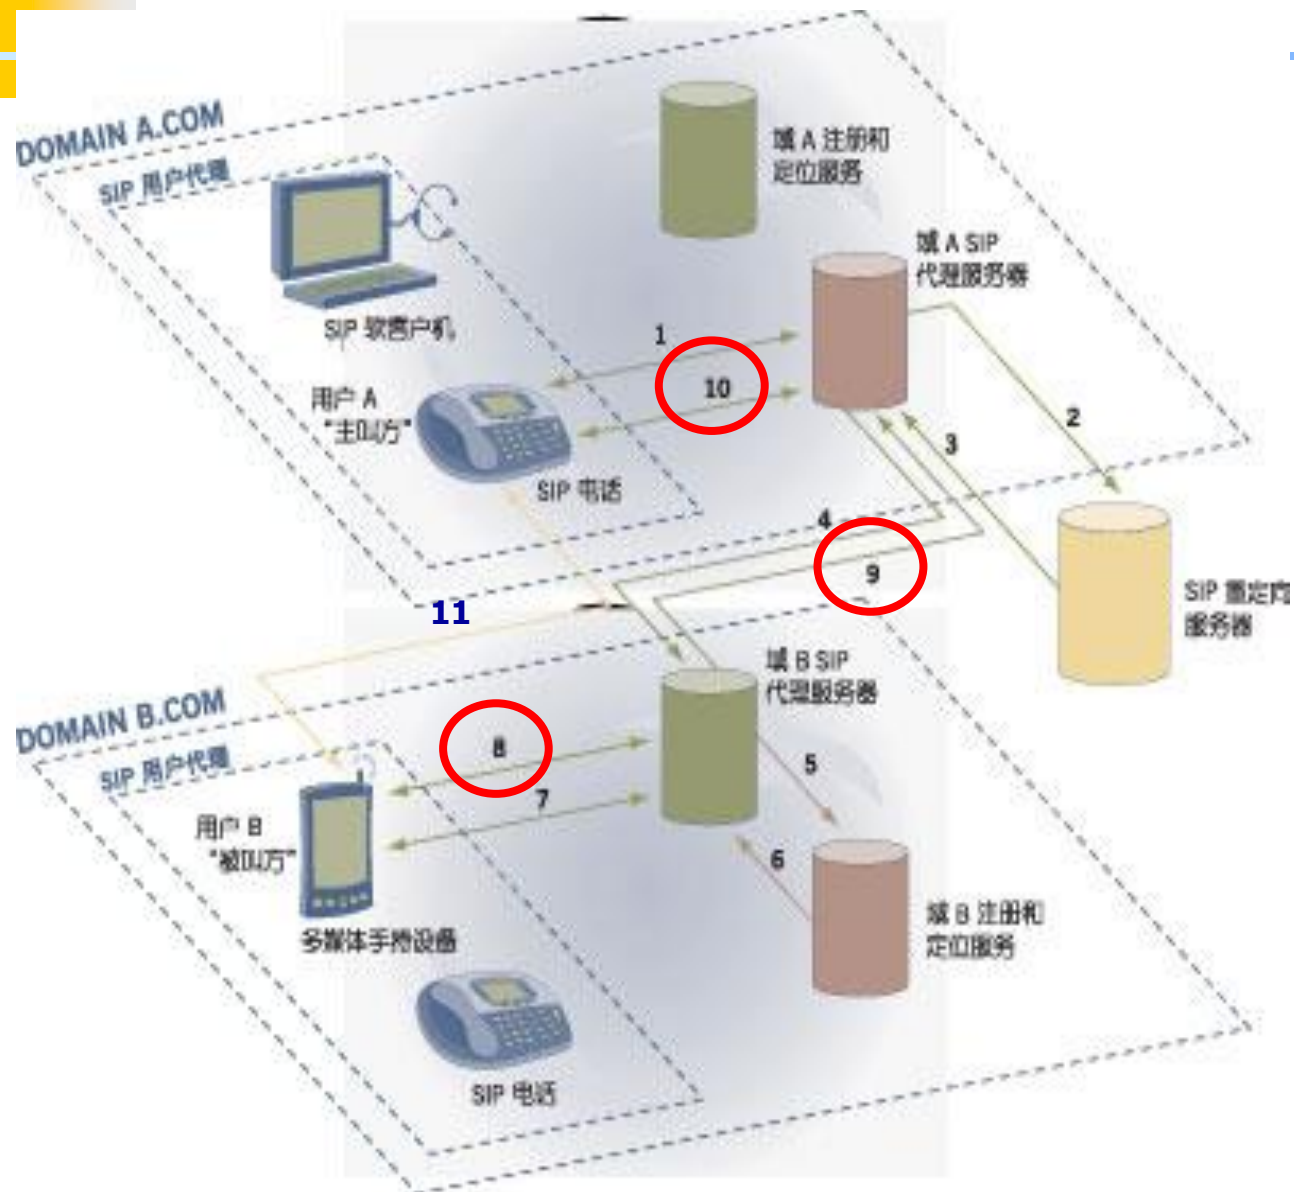 DOMAIN A.COM
SIP 用户代理
域 A 注册和
定位服务
域 A SIP
代理服务器
SIP 软客户机
1
10
用户 A
“主叫方”
2
3
SIP 电话
4
9
SIP 重定向
服务器
11
域 B SIP
代理服务器
DOMAIN B.COM
SIP 用户代理
8
5
7
用户 B
“被叫方”
6
域 B 注册和
定位服务
多媒体手持设备
SIP 电话